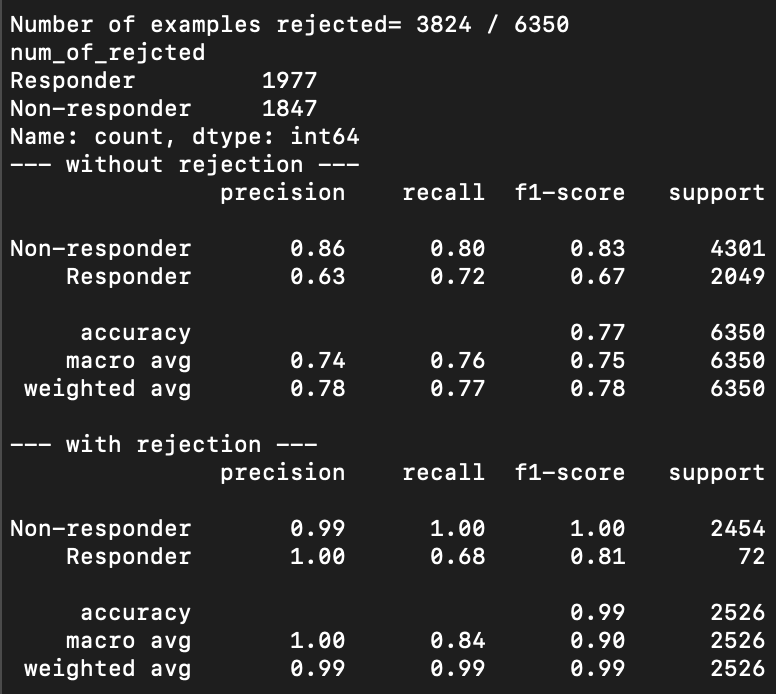 Number of examples rejected= 3824 / 6350
num_of_rejcted
Responder         1977
Non-responder     1847
Name: count, dtype: int64
--- without rejection ---
               precision    recall  f1-score   support

Non-responder       0.86      0.80      0.83      4301
    Responder       0.63      0.72      0.67      2049

     accuracy                           0.77      6350
    macro avg       0.74      0.76      0.75      6350
 weighted avg       0.78      0.77      0.78      6350

--- with rejection ---
               precision    recall  f1-score   support

Non-responder       0.99      1.00      1.00      2454
    Responder       1.00      0.68      0.81        72

     accuracy                           0.99      2526
    macro avg       1.00      0.84      0.90      2526
 weighted avg       0.99      0.99      0.99      2526